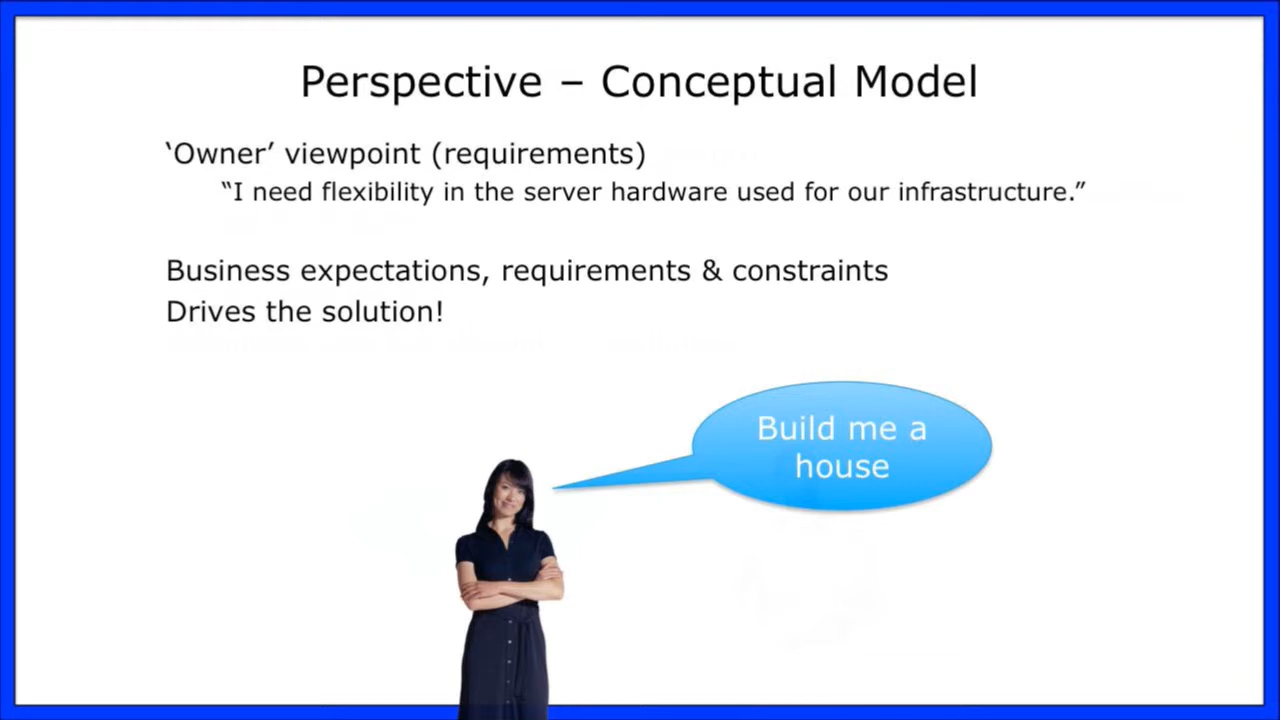 Perspective – Conceptual Model
‘Owner’ viewpoint (requirements)
“I need flexibility in the server hardware used for our infrastructure.”
Business expectations, requirements & constraints
Drives the solution!
Build me a
house